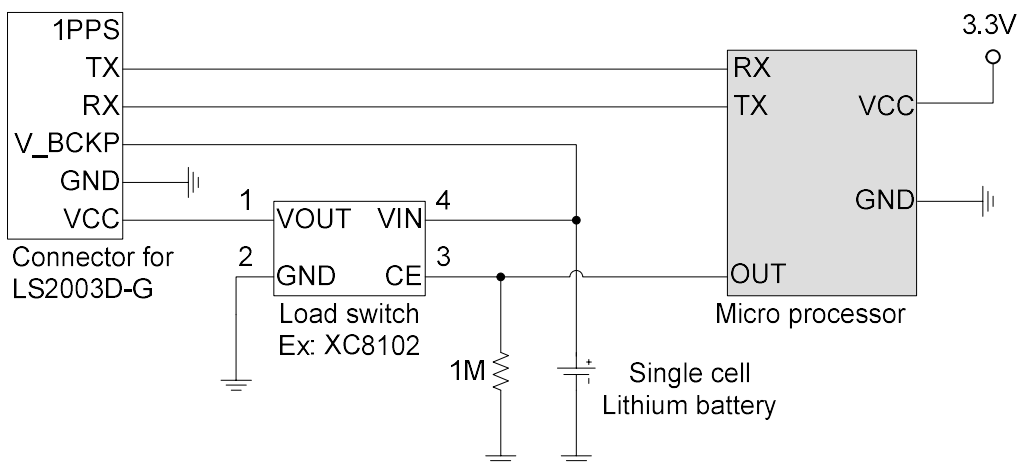 1PPS
TX
RX
V_BCKP
GND
VCC
Connector for
LS2003D-G
1
2
VOUT
VIN
GND
CE
4
3
Load switch
Ex: XC8102
1M
+
-
Single cell
Lithium battery
RX
TX
VCC
GND
OUT
Micro processor
3.3V